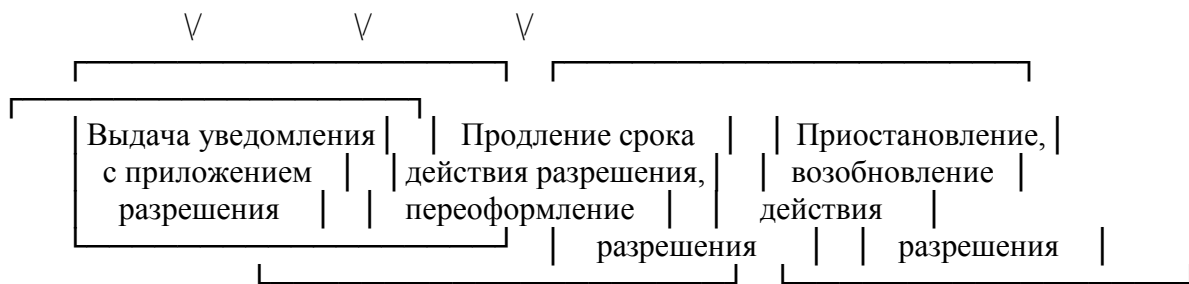 \/ \/ \/
Выдача уведомления | | Продление срока | | Приостановление, |
с приложением | | действия разрешения, | | возобновление |
разрешения | | переоформление | | действия |
| разрешения | | разрешения |